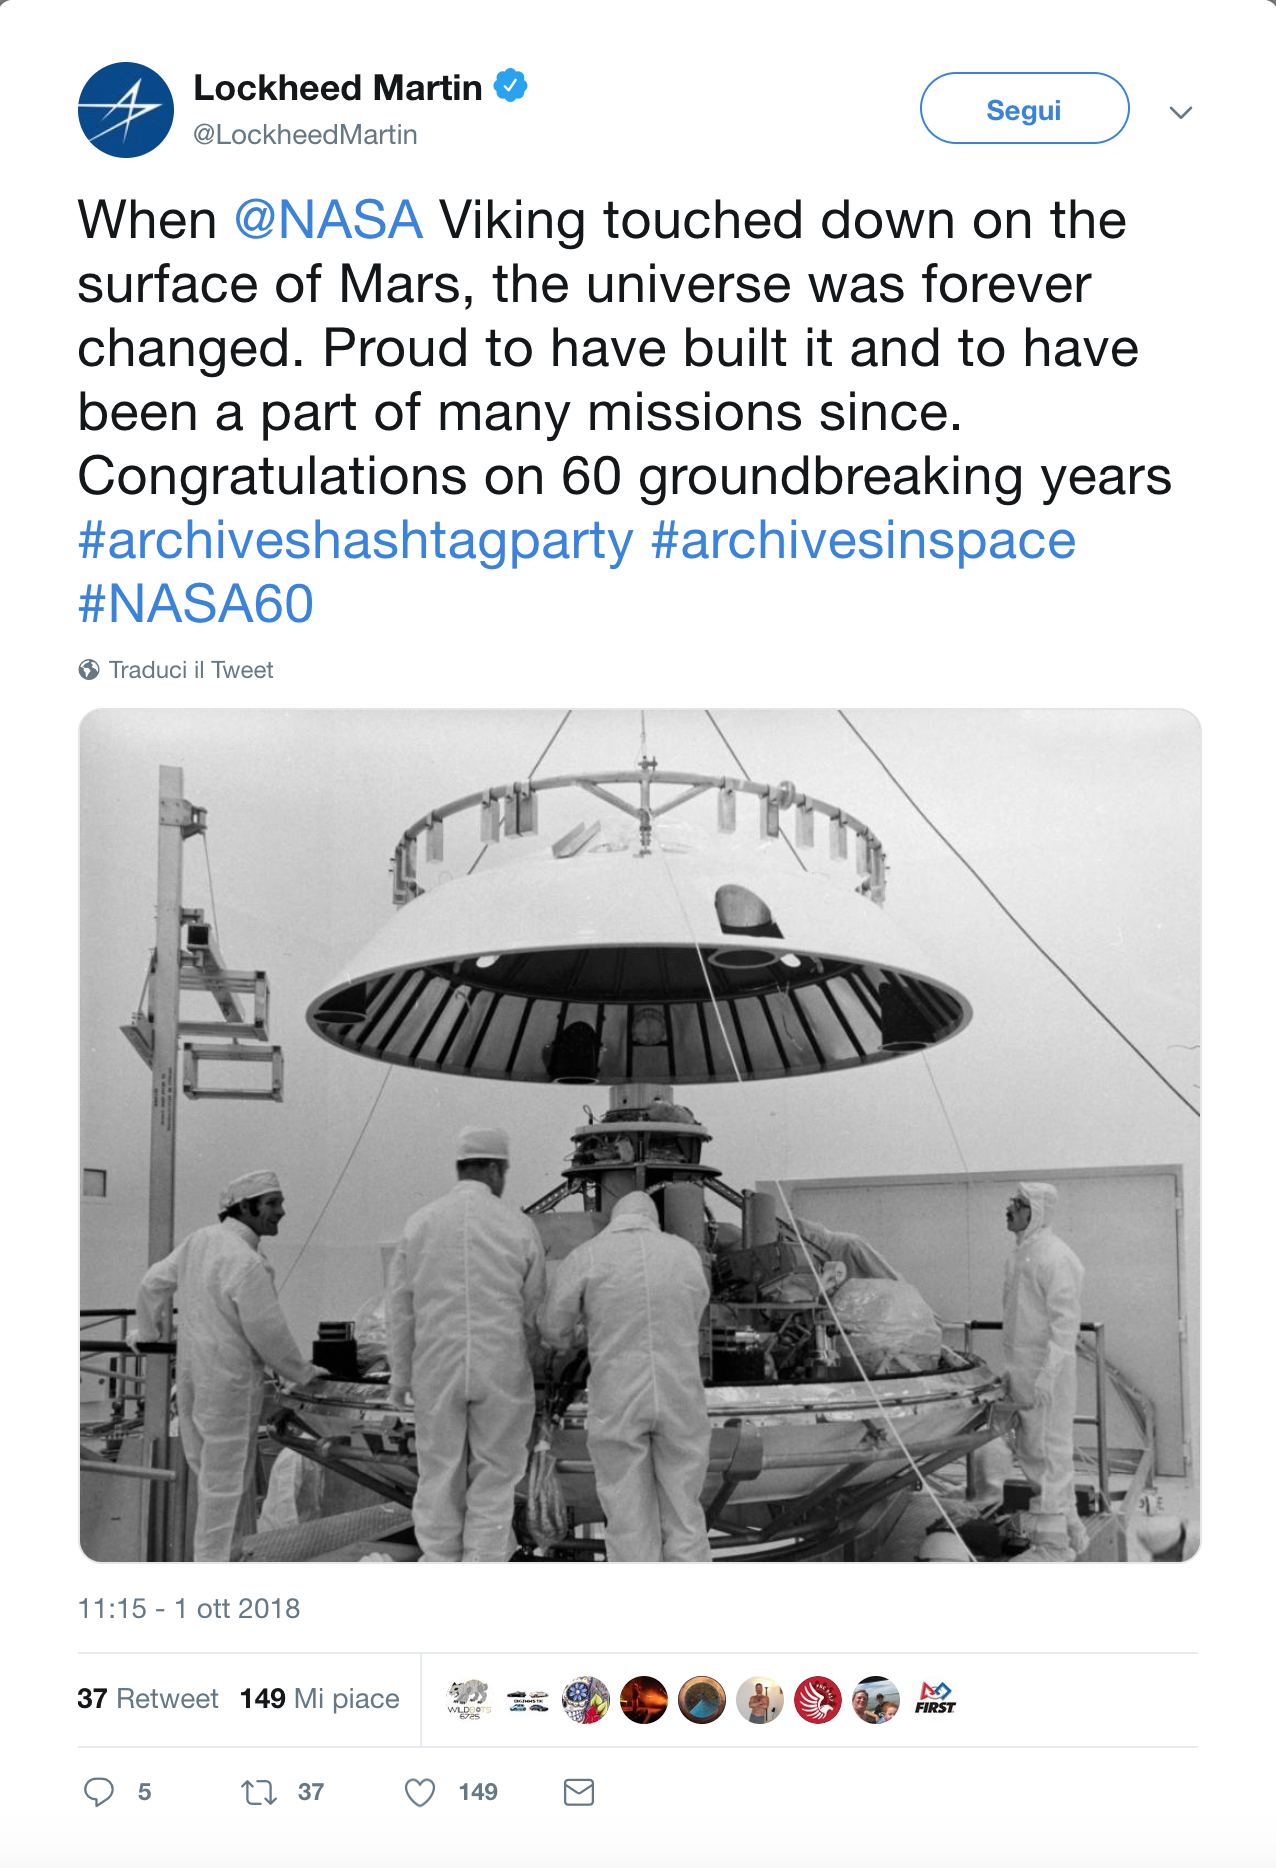 Lockheed Martin
@LockheedMartin
Segui
When @NASA Viking touched down on the
surface of Mars, the universe was forever
changed. Proud to have built it and to have
been a part of many missions since.
Congratulations on 60 groundbreaking years
#archiveshashtagparty #archivesinspace
#NASA60
Traduci il Tweet
11:15 - 1 ott 2018
37 Retweet 149 Mi piace
WILDBOTS
6725
FIRST
5 37 149